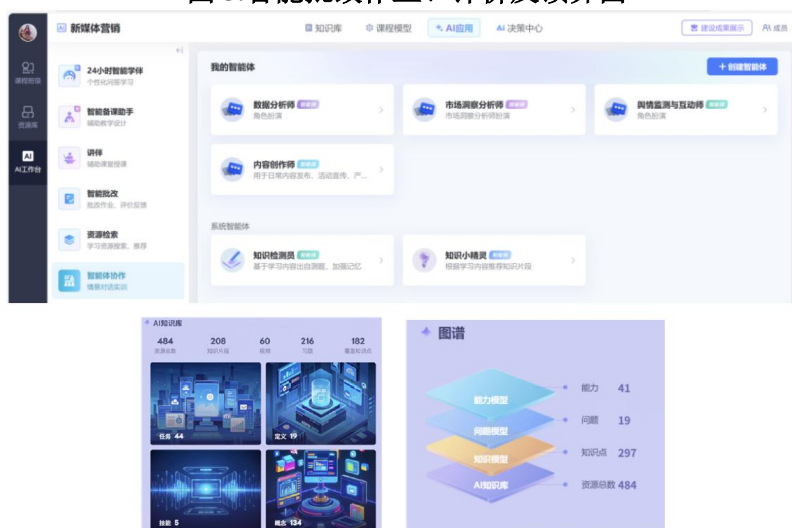 新媒体营销
知识库 课程模型 AI应用 决策中心
建设成果展示 成员
课程班级
资源库
AI
AI工作台
24小时智能学伴
个性化问答学习
智能备课助手
辅助教学设计
讲伴
辅助课堂授课
智能批改
批改作业、评价反馈
资源检索
学习资源搜索、推荐
智能体协作
情景对话实训
我的智能体
+ 创建智能体
数据分析师
角色扮演
市场洞察分析师
市场洞察分析师扮演
舆情监测与互动师
角色扮演
内容创作师
用于日常内容发布、活动宣传、产...
系统智能体
知识检测员
基于学习内容出自测题，加强记忆
知识小精灵
根据学习内容推荐知识片段
AI知识库
484 208 60 216 182
资源总数 知识片段 视频 习题 覆盖知识点
任务 44
定义 19
技能 5
概念 134
图谱
能力模型
问题模型
知识模型
AI知识库
能力 41
问题 19
知识点 297
资源总数 484